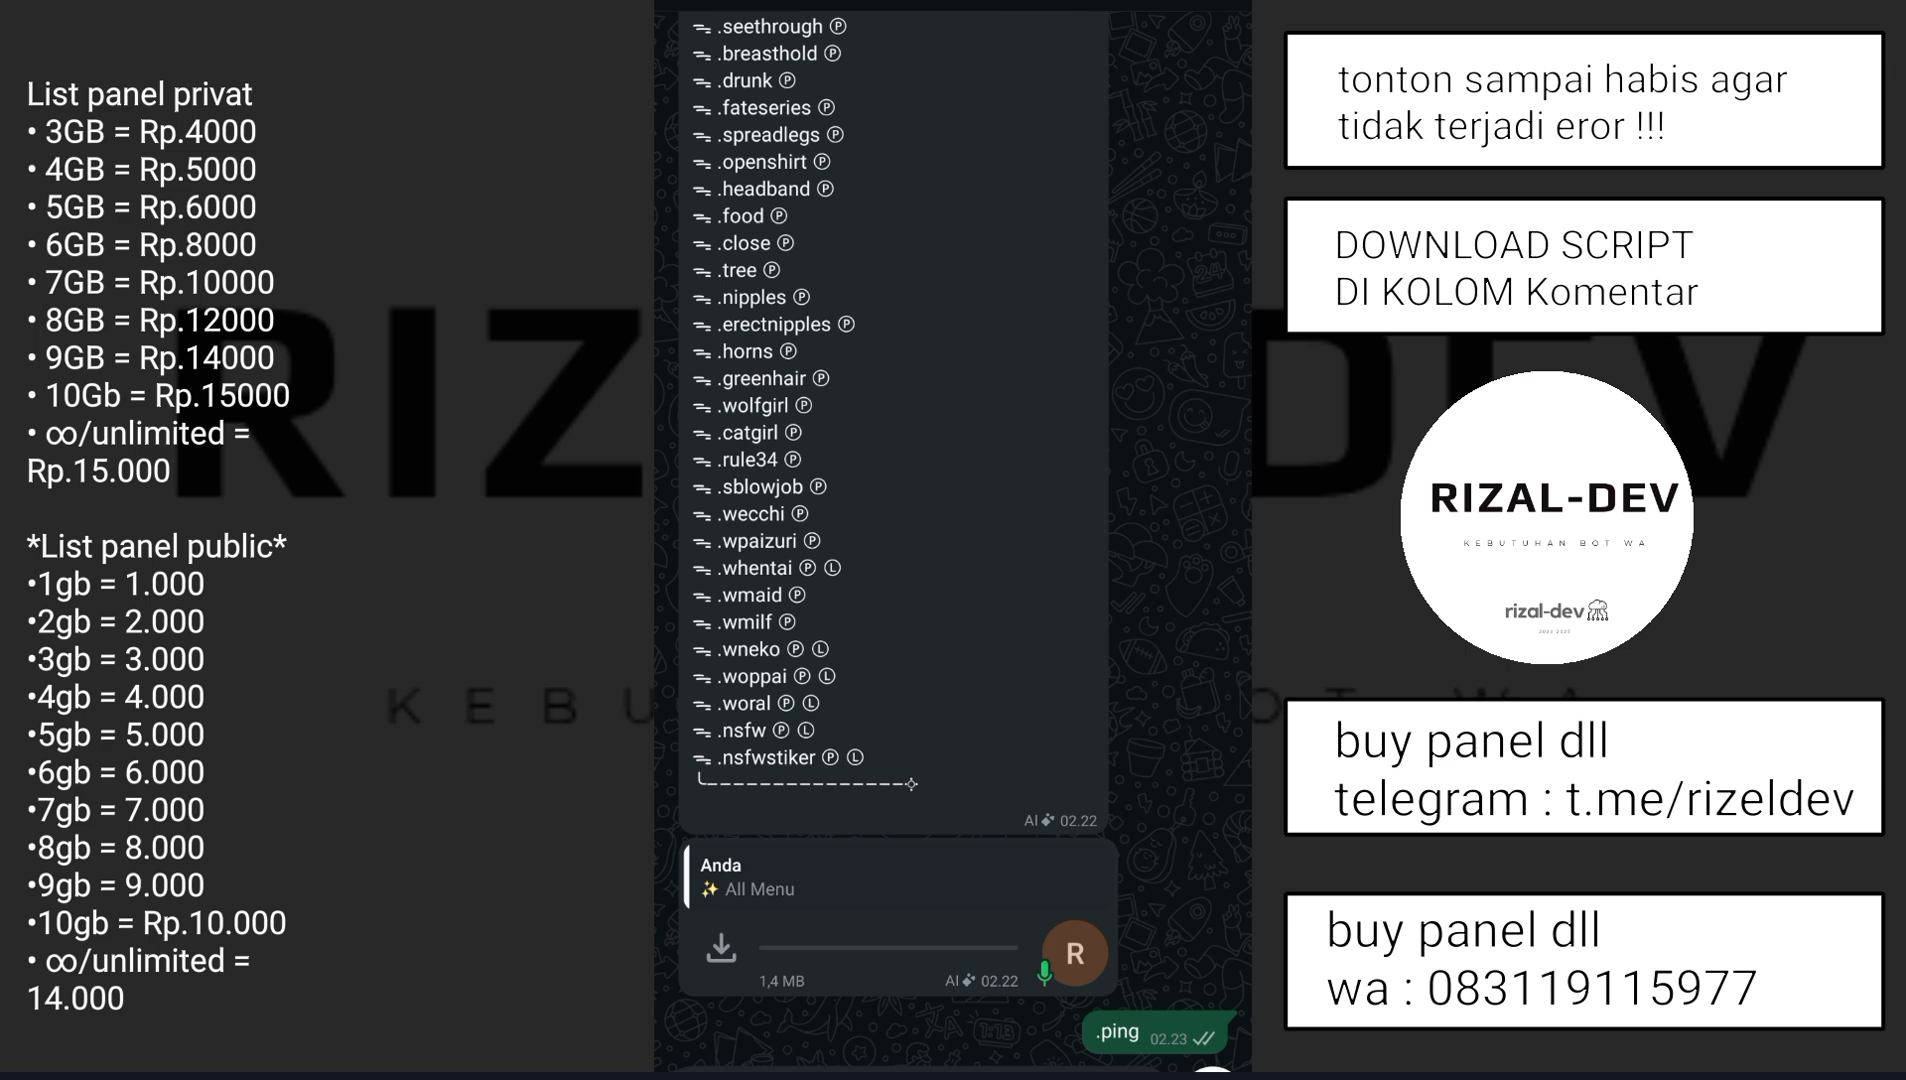 List panel privat
• 3GB = Rp.4000
• 4GB = Rp.5000
• 5GB = Rp.6000
• 6GB = Rp.8000
• 7GB = Rp.10000
• 8GB = Rp.12000
• 9GB = Rp.14000
• 10Gb = Rp.15000
• ∞/unlimited =
Rp.15.000
*List panel public*
•1gb = 1.000
•2gb = 2.000
•3gb = 3.000
•4gb = 4.000
•5gb = 5.000
•6gb = 6.000
•7gb = 7.000
•8gb = 8.000
•9gb = 9.000
•10gb = Rp.10.000
• ∞/unlimited =
14.000
.seethrough Ⓟ
.breasthold Ⓟ
.drunk Ⓟ
.fateseries Ⓟ
.spreadlegs Ⓟ
.openshirt Ⓟ
.headband Ⓟ
.food Ⓟ
.close Ⓟ
.tree Ⓟ
.nipples Ⓟ
.erectnipples Ⓟ
.horns Ⓟ
.greenhair Ⓟ
.wolfgirl Ⓟ
.catgirl Ⓟ
.rule34 Ⓟ
.sblowjob Ⓟ
.wecchi Ⓟ
.wpaizuri Ⓟ
.whentai Ⓟ Ⓛ
.wmaid Ⓟ
.wmilf Ⓟ
.wneko Ⓟ Ⓛ
.woppai Ⓟ Ⓛ
.woral Ⓟ Ⓛ
.nsfw Ⓟ Ⓛ
.nsfwstiker Ⓟ Ⓛ
AI 02.22
Anda
✨ All Menu
R
1,4 MB AI 02.22
.ping 02.23
tonton sampai habis agar
tidak terjadi eror !!!
DOWNLOAD SCRIPT
DI KOLOM Komentar
RIZAL-DEV
KEBUTUHAN BOT WA
rizal-dev
buy panel dll
telegram : t.me/rizeldev
buy panel dll
wa : 083119115977